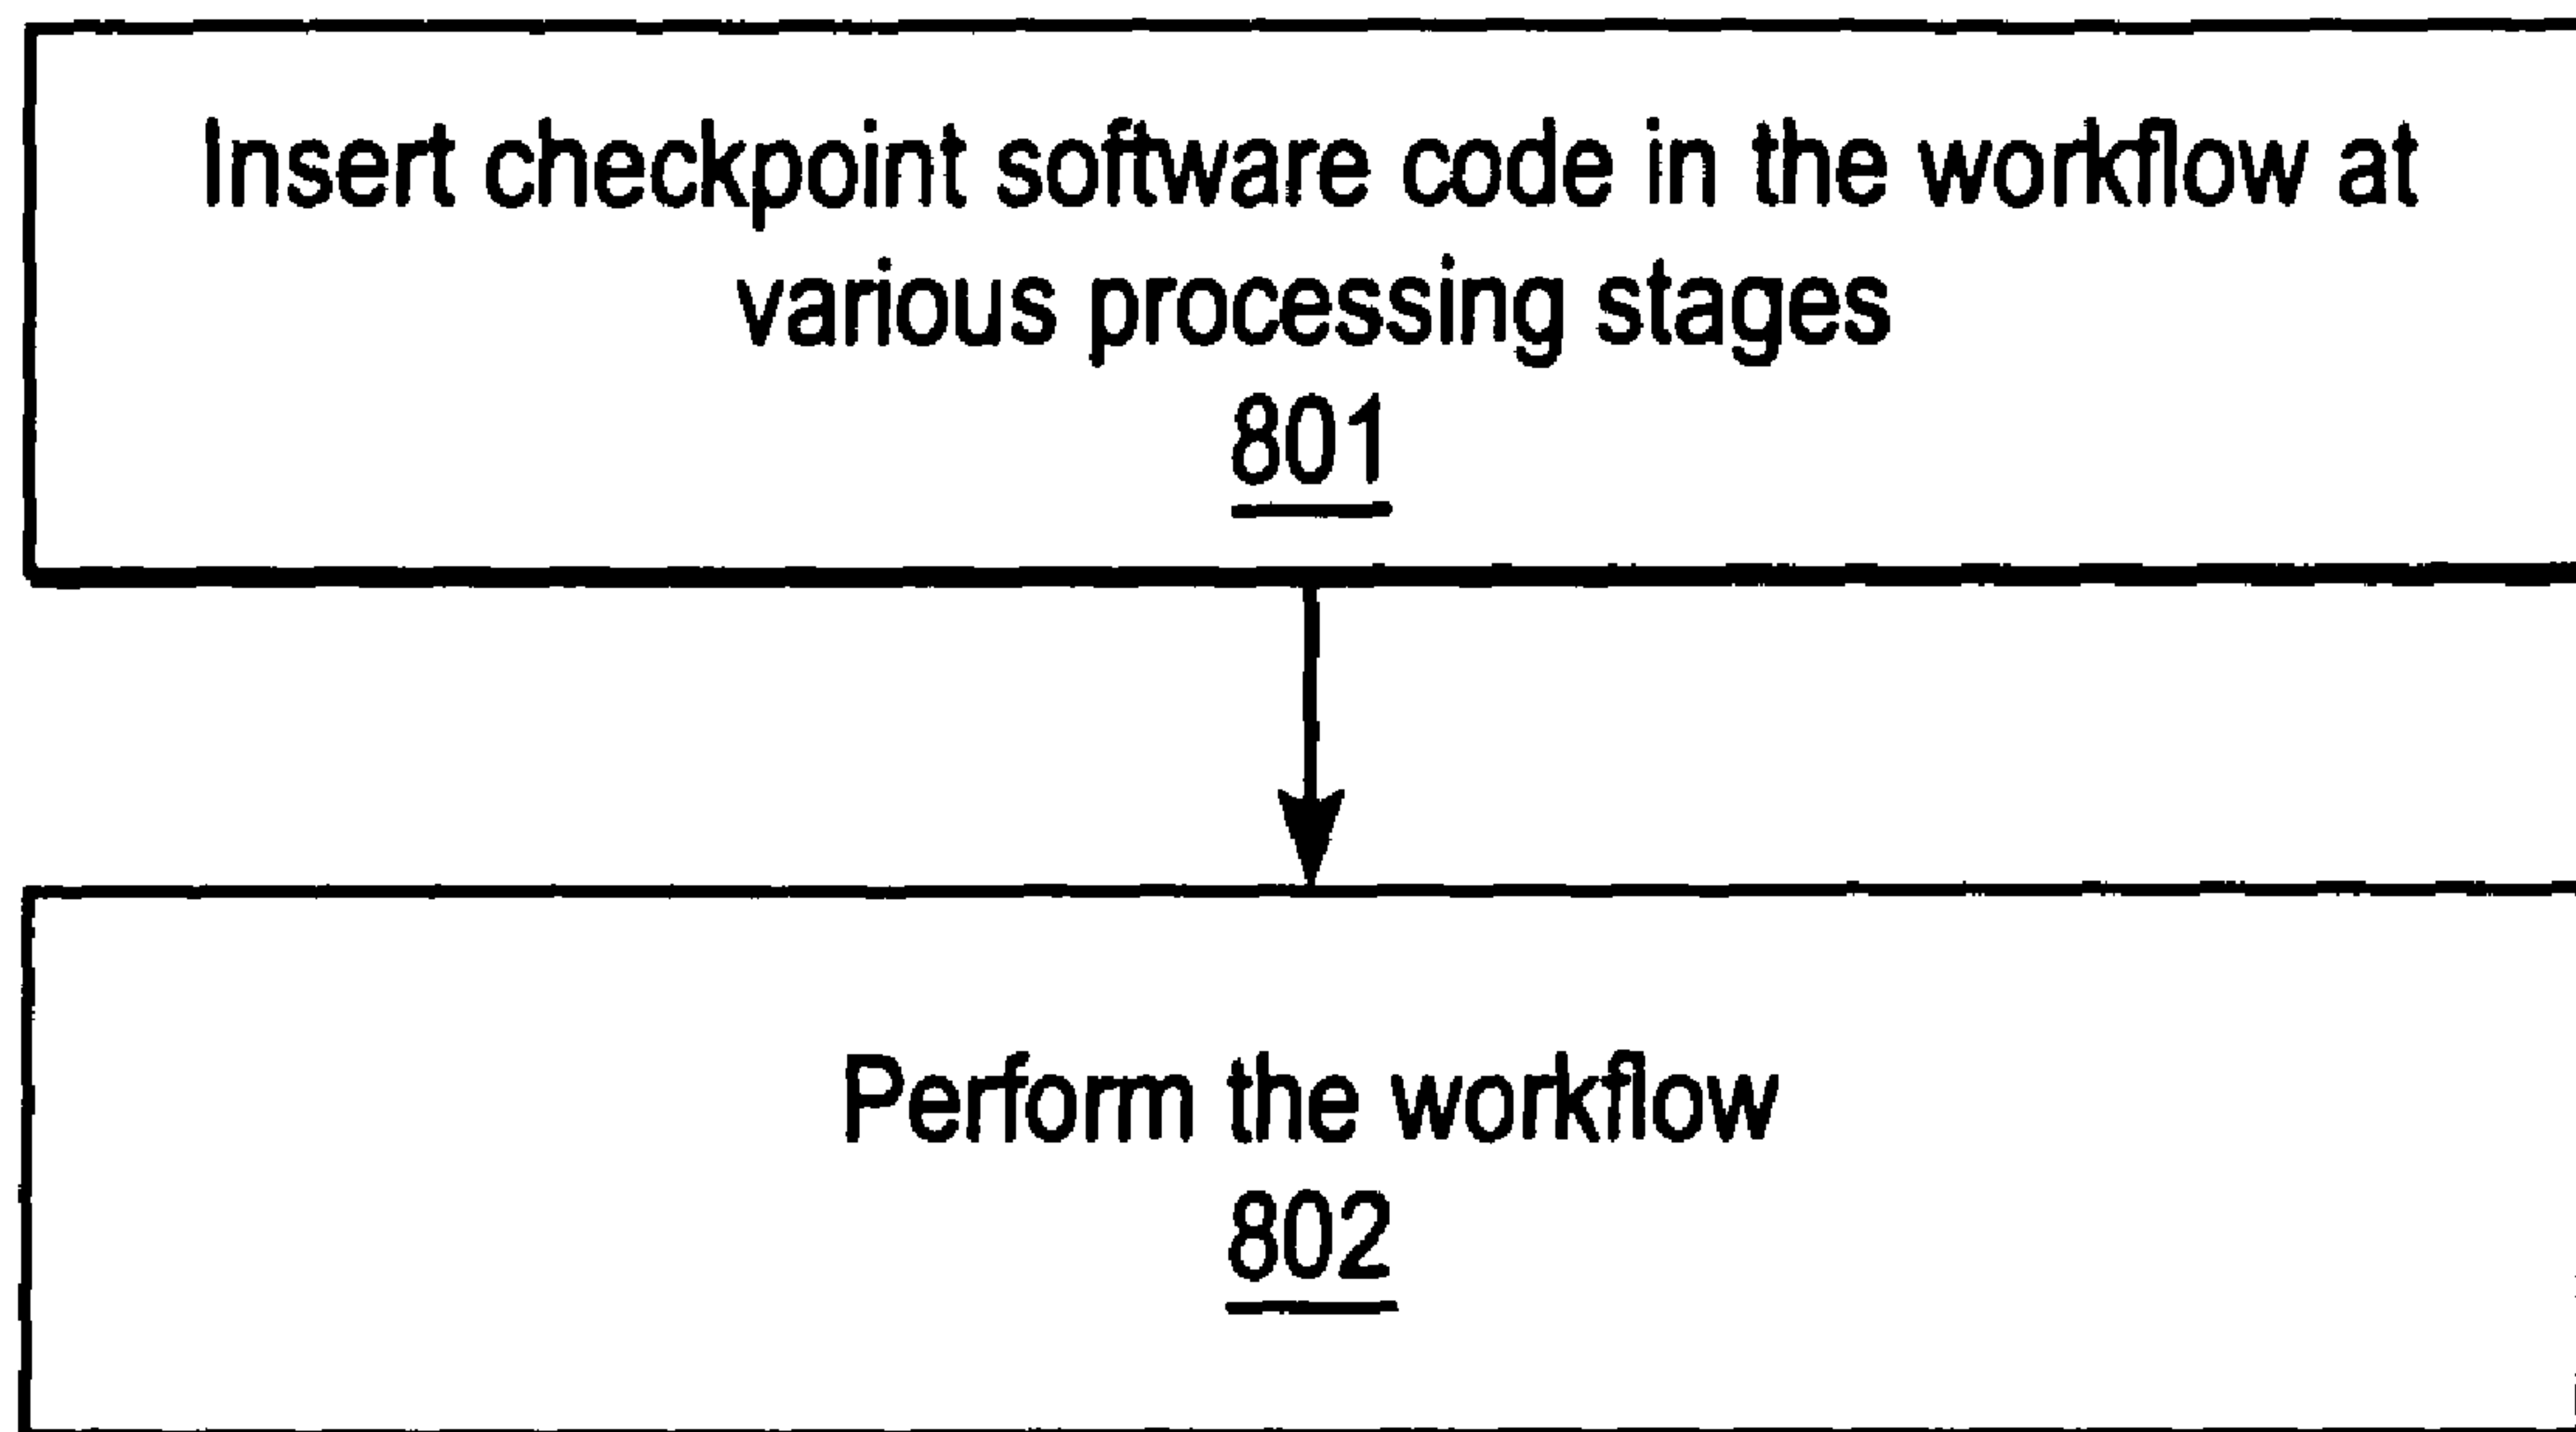 Insert checkpoint software code in the workflow at
various processing stages
801
Perform the workflow
802